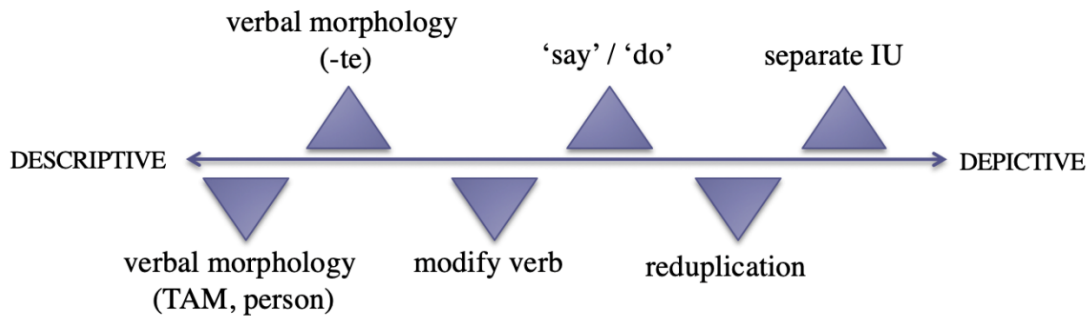 verbal morphology
(-te)
‘say’ / ‘do’
separate IU
DESCRIPTIVE
DEPICTIVE
verbal morphology
(TAM, person)
modify verb
reduplication